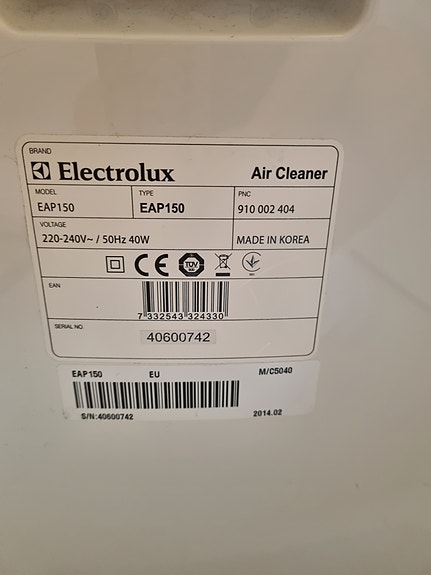 BRAND
Electrolux Air Cleaner
MODEL TYPE PNC
EAP150 EAP150 910 002 404
VOLTAGE
220-240V~ / 50Hz 40W MADE IN KOREA
CE TÜV
EAN
7 332543 324330
SERIAL NO.
40600742
EAP150 EU M/C5040
S/N:40600742 2014.02